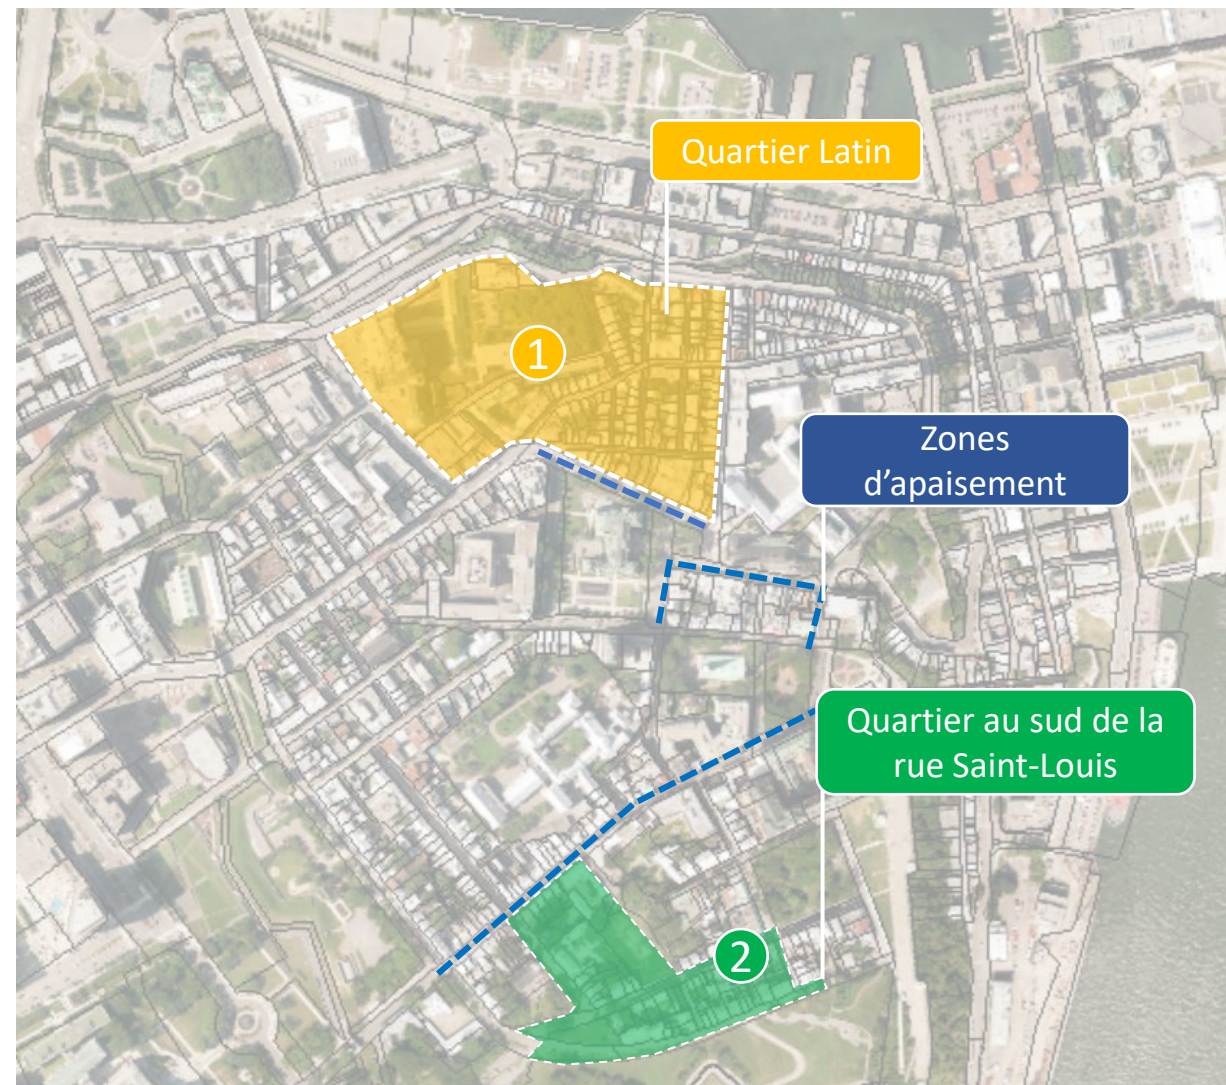 Quartier Latin
1
Zones
d’apaisement
Quartier au sud de la
rue Saint-Louis
2